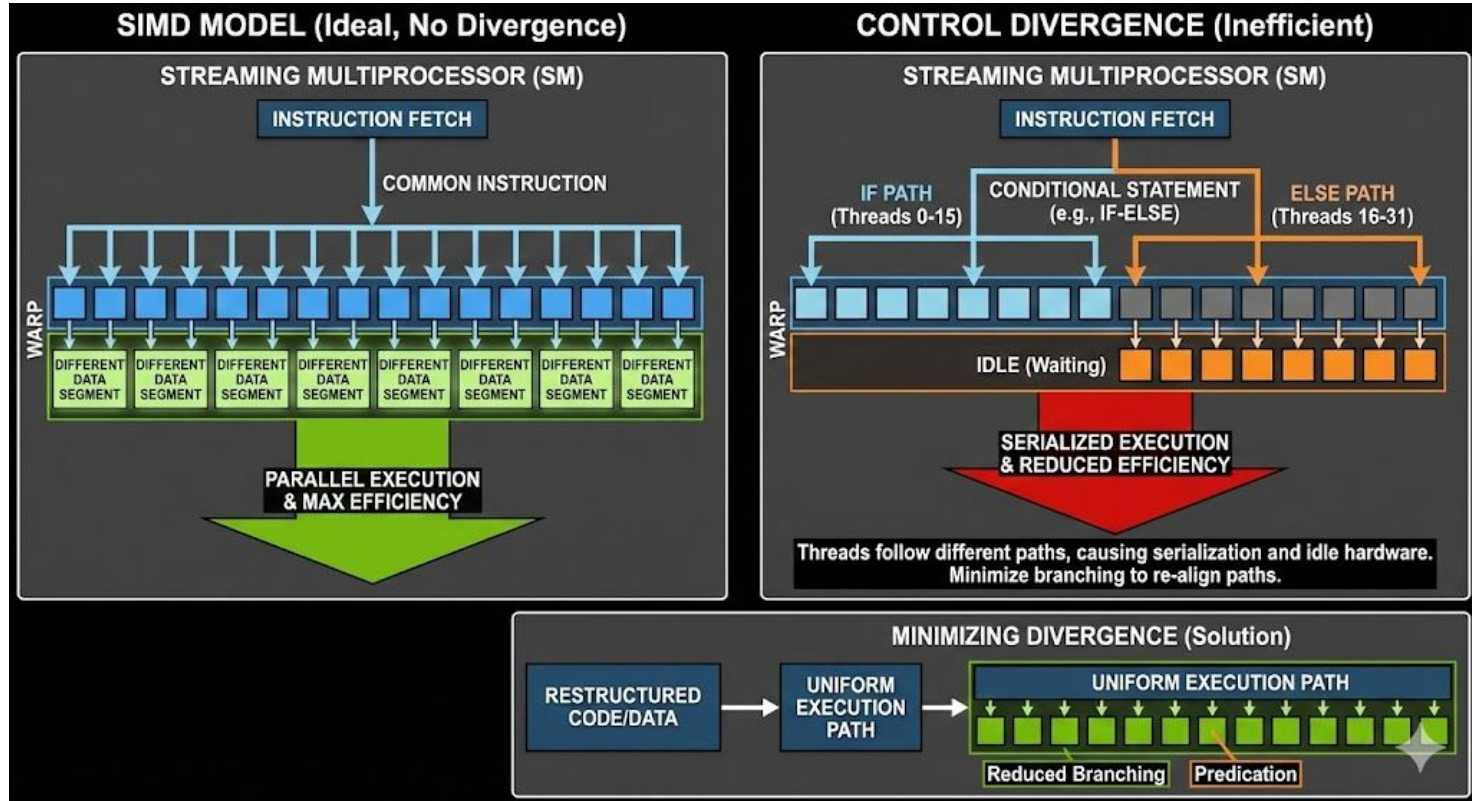 SIMD MODEL (Ideal, No Divergence)
STREAMING MULTIPROCESSOR (SM)
INSTRUCTION FETCH
COMMON INSTRUCTION
WARP
DIFFERENT
DATA
SEGMENT
DIFFERENT
DATA
SEGMENT
DIFFERENT
DATA
SEGMENT
DIFFERENT
DATA
SEGMENT
DIFFERENT
DATA
SEGMENT
DIFFERENT
DATA
SEGMENT
DIFFERENT
DATA
SEGMENT
DIFFERENT
DATA
SEGMENT
PARALLEL EXECUTION
& MAX EFFICIENCY
CONTROL DIVERGENCE (Inefficient)
STREAMING MULTIPROCESSOR (SM)
INSTRUCTION FETCH
IF PATH
(Threads 0-15)
CONDITIONAL STATEMENT
(e.g., IF-ELSE)
ELSE PATH
(Threads 16-31)
WARP
IDLE (Waiting)
SERIALIZED EXECUTION
& REDUCED EFFICIENCY
Threads follow different paths, causing serialization and idle hardware.
Minimize branching to re-align paths.
MINIMIZING DIVERGENCE (Solution)
RESTRUCTURED
CODE/DATA
UNIFORM
EXECUTION
PATH
UNIFORM EXECUTION PATH
Reduced Branching
Predication